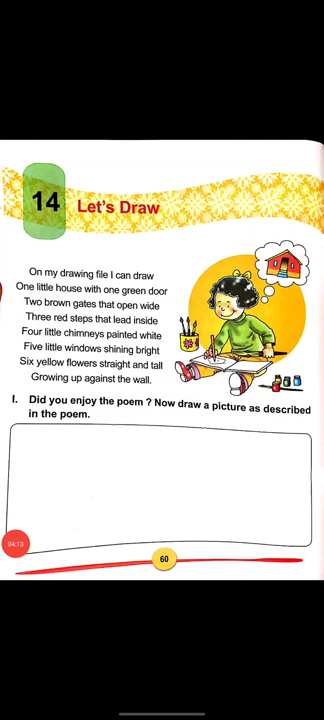 14 Let's Draw
On my drawing file I can draw
One little house with one green door
Two brown gates that open wide
Three red steps that lead inside
Four little chimneys painted white
Five little windows shining bright
Six yellow flowers straight and tall
Growing up against the wall.
I. Did you enjoy the poem ? Now draw a picture as described
in the poem.
04:13
60